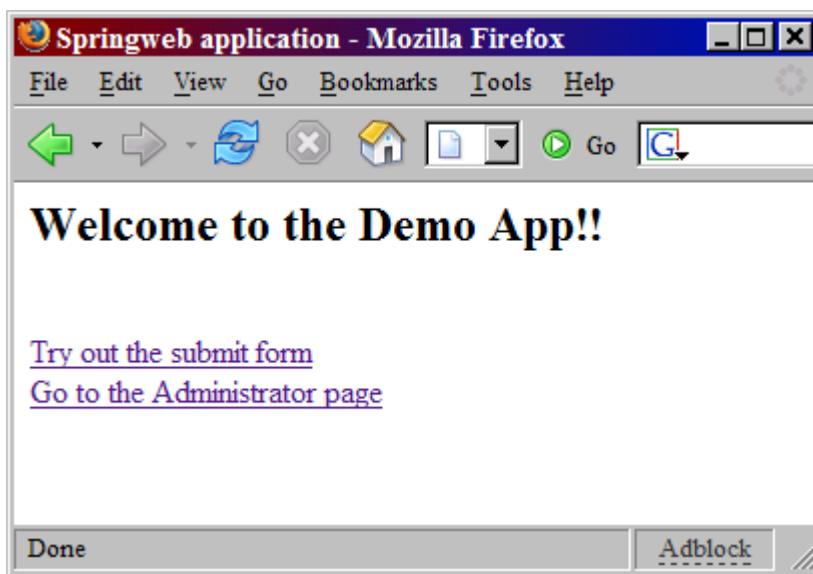 Springweb application - Mozilla Firefox
File Edit View Go Bookmarks Tools Help
Go G
Welcome to the Demo App!!
Try out the submit form
Go to the Administrator page
Done Adblock